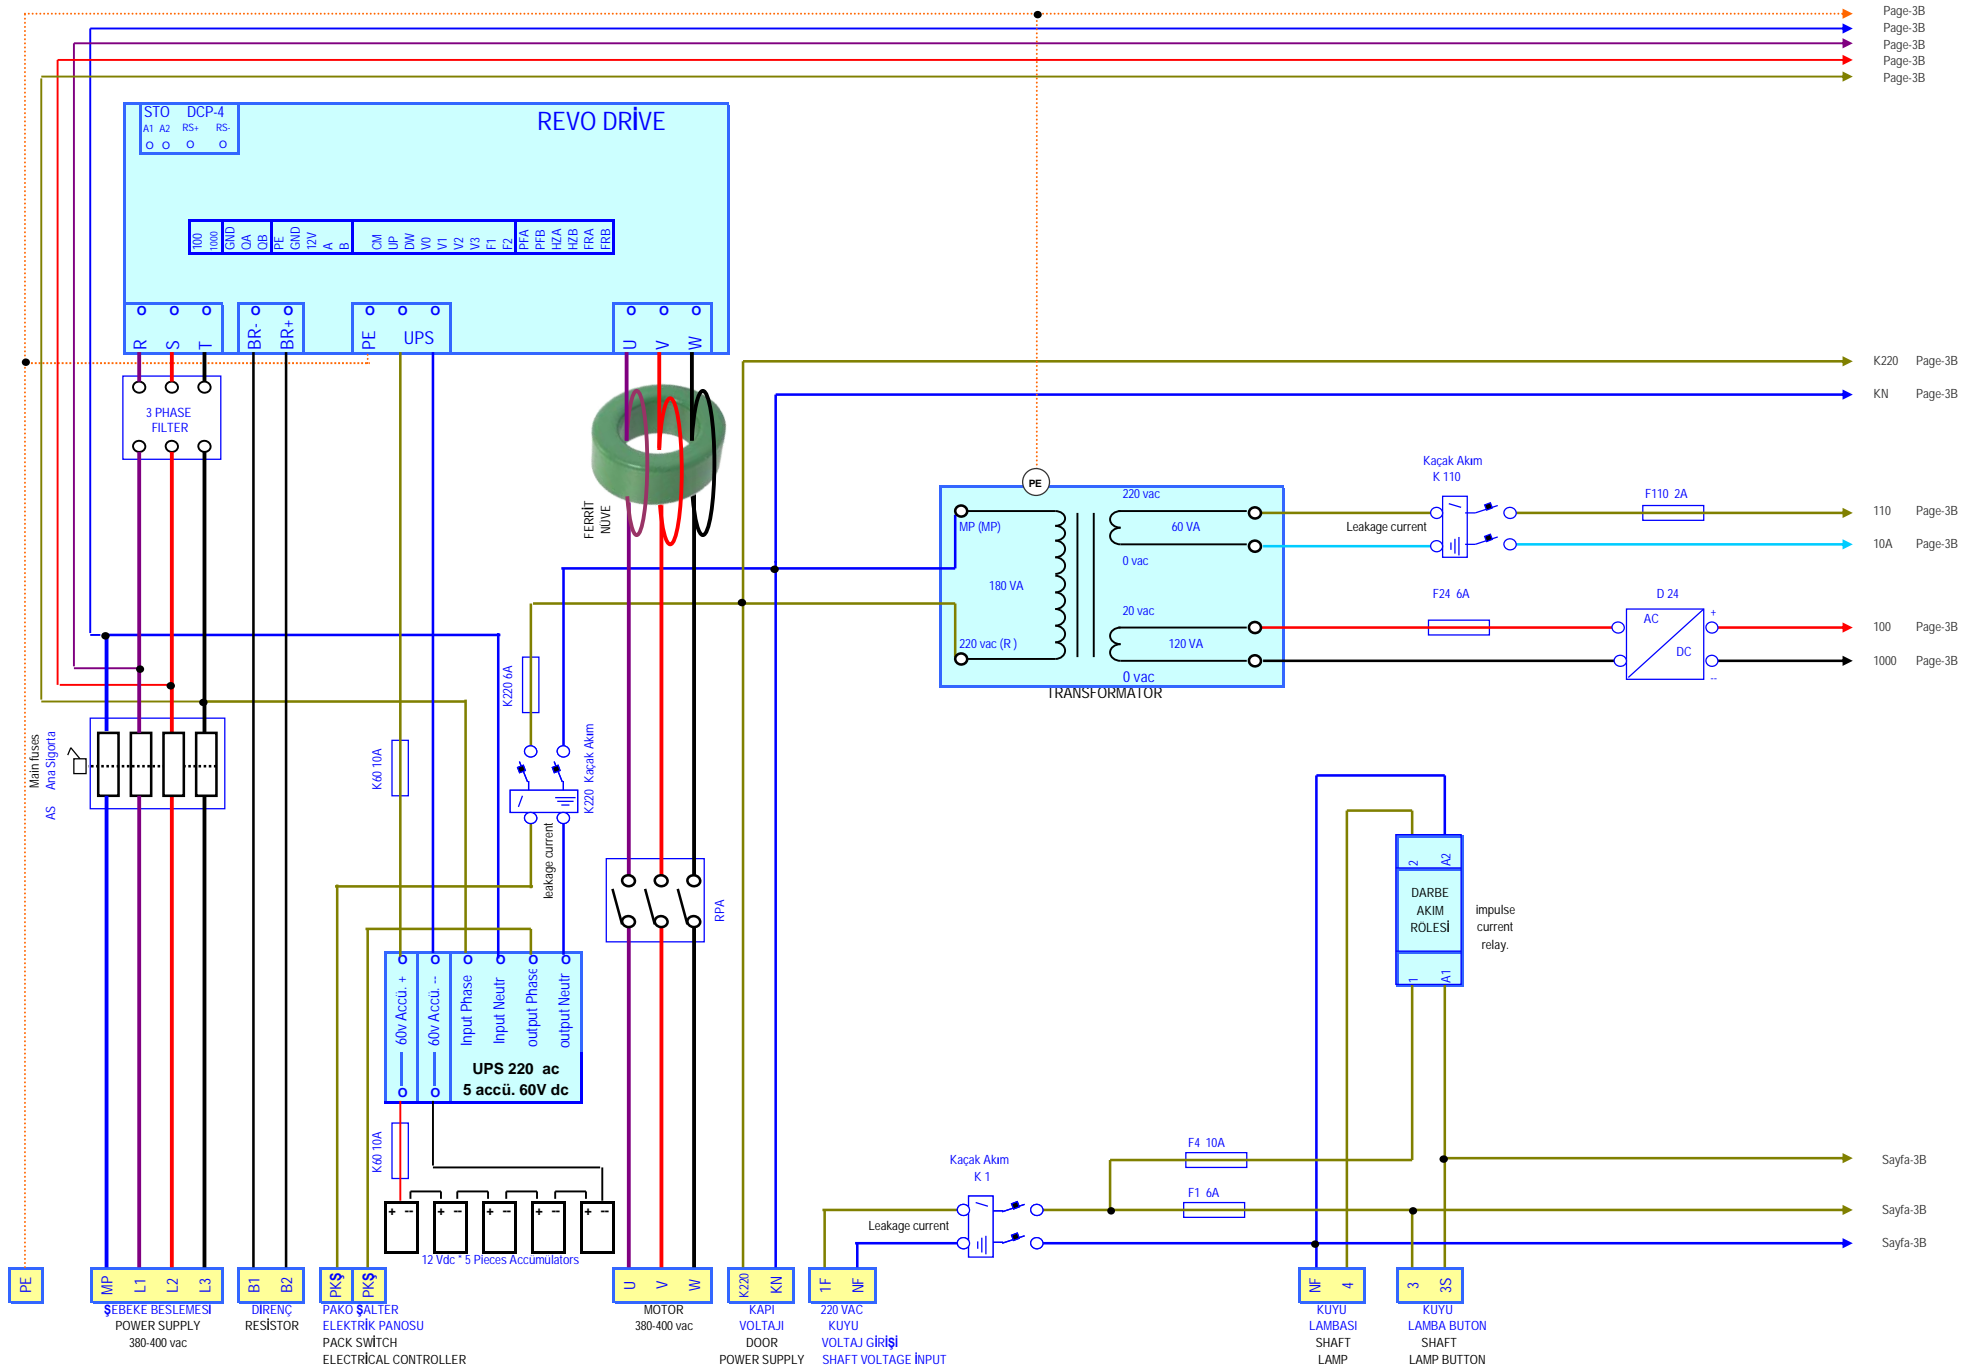 Page-3B
Page-3B
Page-3B
Page-3B
Page-3B
STO DCP-4
A1 A2 RS+ RS-
O O O O
REVO DRİVE
100 1000 GND QA QB PE GND 12V A B CM UP DW V0 V1 V2 V3 F1 F2 PFA PFB HZA HZB FRA FRB
O O O O O O O O O O O
R S T BR- BR+ PE UPS U V W
K220 Page-3B
KN Page-3B
3 PHASE
FILTER
FERRİT
NÜVE
PE
Kaçak Akım
K 110
Leakage current
F110 2A
110 Page-3B
10A Page-3B
MP (MP)
220 vac
60 VA
0 vac
180 VA
20 vac
220 vac (R )
120 VA
0 vac
TRANSFORMATOR
F24 6A
D 24
AC
DC
+
--
100 Page-3B
1000 Page-3B
K220 6A
Main fuses
AS Ana Sigorta
K60 10A
K220 Kaçak Akım
leakage current
RPA
2 A2
DARBE
AKIM
RÖLESİ
1 A1
impulse
current
relay.
O O O O O O
60v Accü. +
60v Accü. --
Input Phase
Input Neutr
output Phase
output Neutr
UPS 220 ac
5 accü. 60V dc
O O
K60 10A
+ -- + -- + -- + -- + --
12 Vdc * 5 Pieces Accümülators
F4 10A
Sayfa-3B
Kaçak Akım
K 1
Leakage current
F1 6A
Sayfa-3B
Sayfa-3B
PE
MP L1 L2 L3
ŞEBEKE BESLEMESİ
POWER SUPPLY
380-400 vac
B1 B2
DİRENÇ
RESİSTOR
PKŞ PKŞ
PAKO ŞALTER
ELEKTRİK PANOSU
PACK SWİTCH
ELECTRICAL CONTROLLER
U V W
MOTOR
380-400 vac
K220 KN
KAPI
VOLTAJI
DOOR
POWER SUPPLY
1F NF
220 VAC
KUYU
VOLTAJ GİRİŞİ
SHAFT VOLTAGE İNPUT
NF 4
KUYU
LAMBASI
SHAFT
LAMP
3 3S
KUYU
LAMBA BUTON
SHAFT
LAMP BUTTON